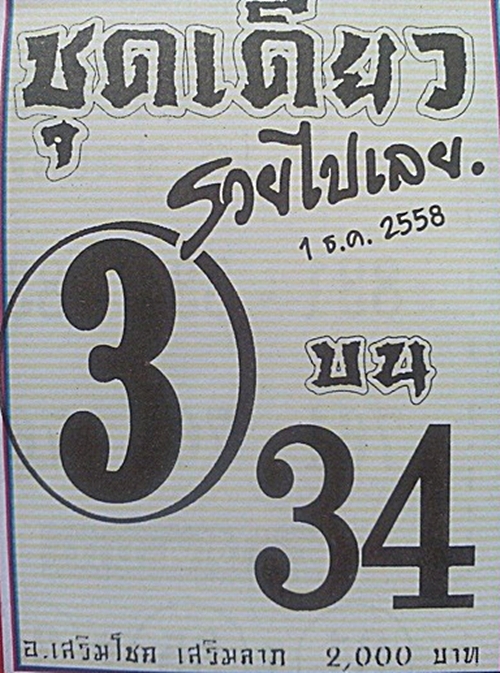 ชุดเดียว
รวยไปเลย.
1 ธ.ค. 2558
3
บน
34
อ.เสริมโชค เสริมลาภ 2,000 บาท